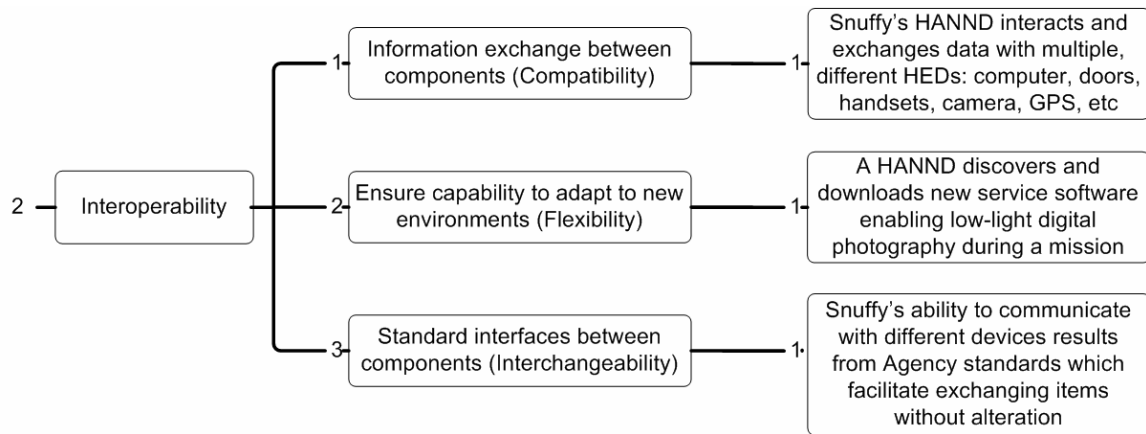 1
Information exchange between
components (Compatibility)
1
Snuffy's HANND interacts and
exchanges data with multiple,
different HEDs: computer, doors,
handsets, camera, GPS, etc
2
Interoperability
2
Ensure capability to adapt to new
environments (Flexibility)
1
A HANND discovers and
downloads new service software
enabling low-light digital
photography during a mission
3
Standard interfaces between
components (Interchangeability)
1
Snuffy's ability to communicate
with different devices results
from Agency standards which
facilitate exchanging items
without alteration